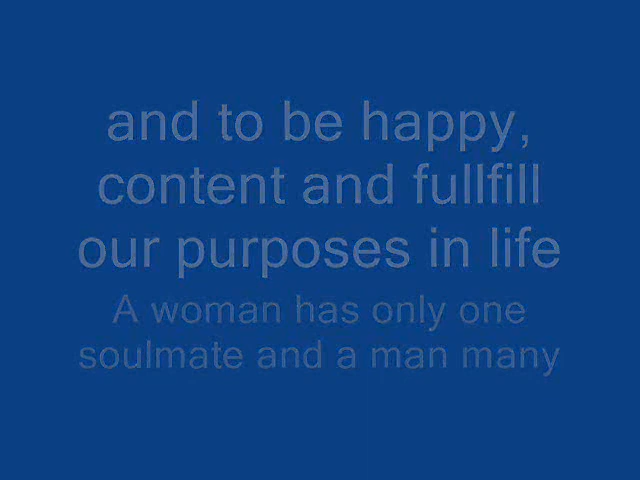 and to be happy,
content and fullfill
our purposes in life
A woman has only one
soulmate and a man many